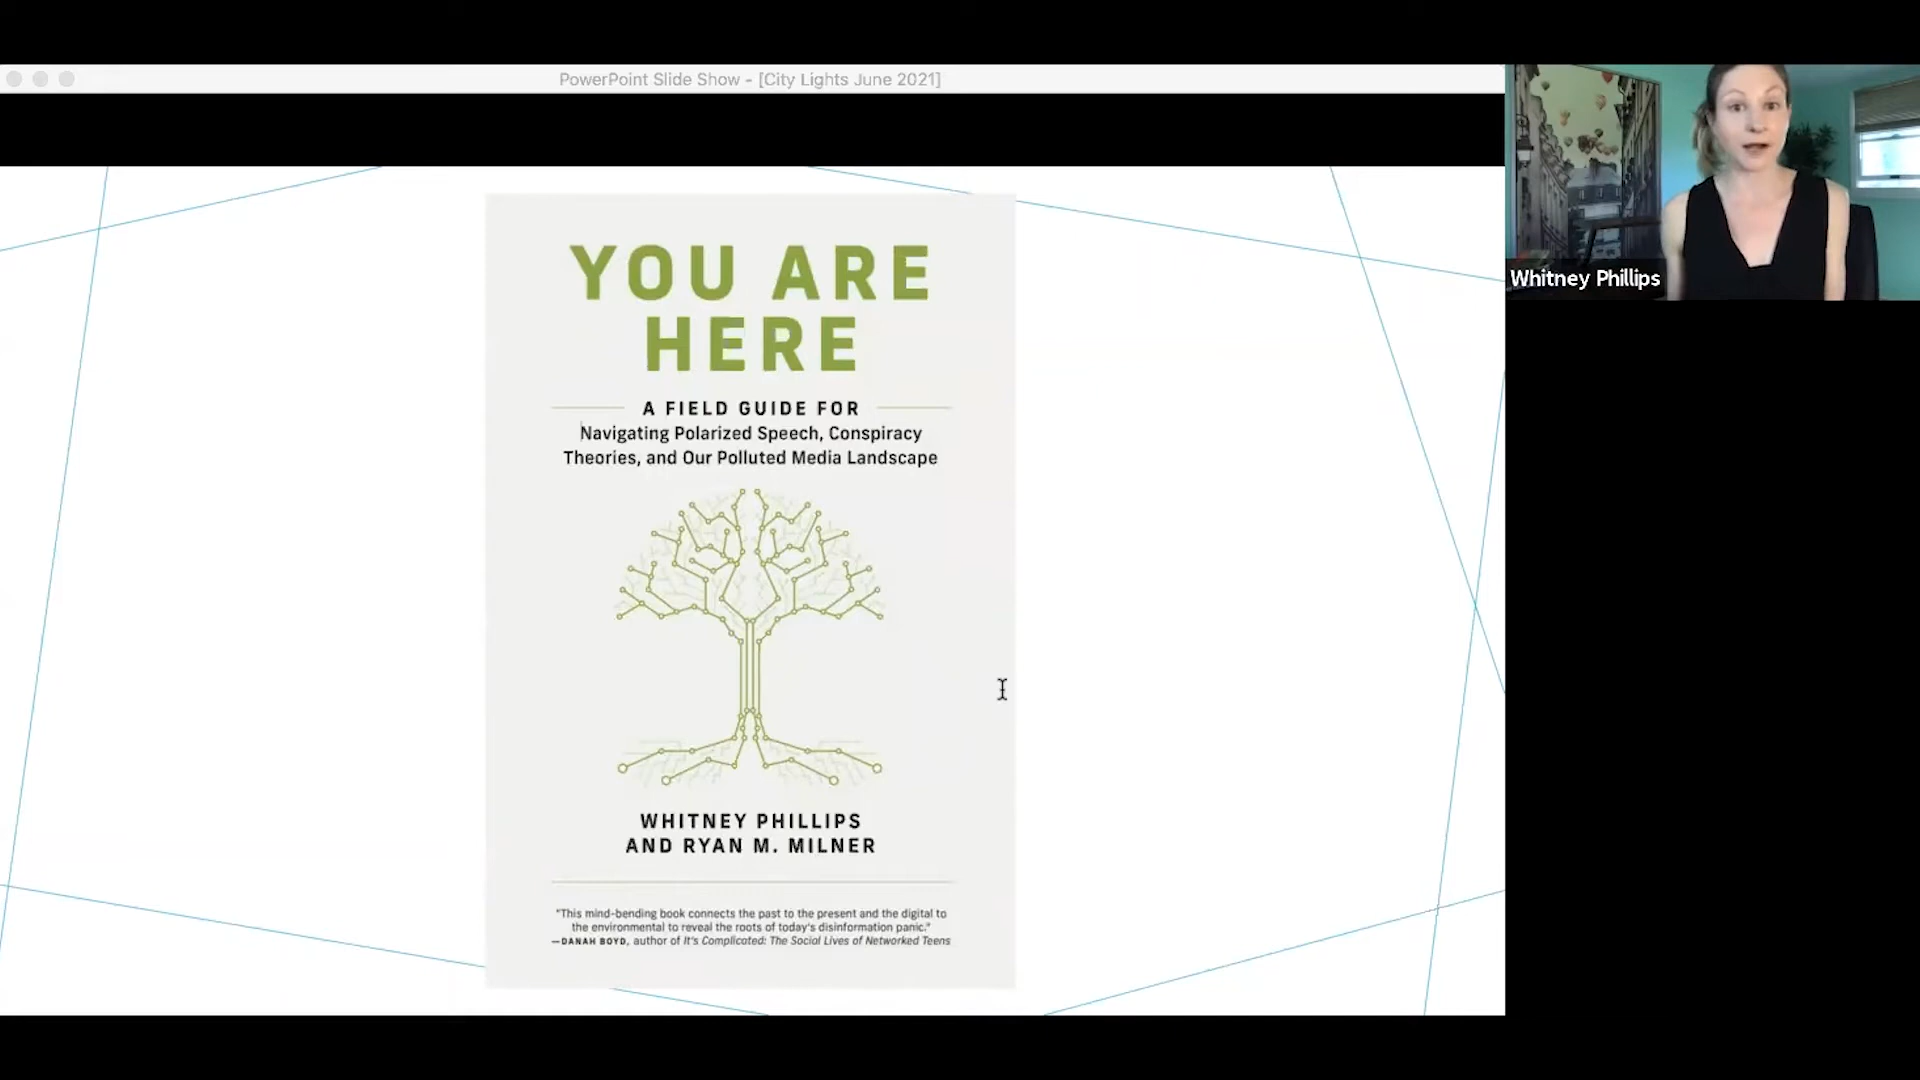 PowerPoint Slide Show - [City Lights June 2021]
YOU ARE
HERE
A FIELD GUIDE FOR
Navigating Polarized Speech, Conspiracy
Theories, and Our Polluted Media Landscape
WHITNEY PHILLIPS
AND RYAN M. MILNER
"This mind-bending book connects the past to the present and the digital to
the environmental to reveal the roots of today's disinformation panic."
—DANAH BOYD, author of It's Complicated: The Social Lives of Networked Teens
Whitney Phillips